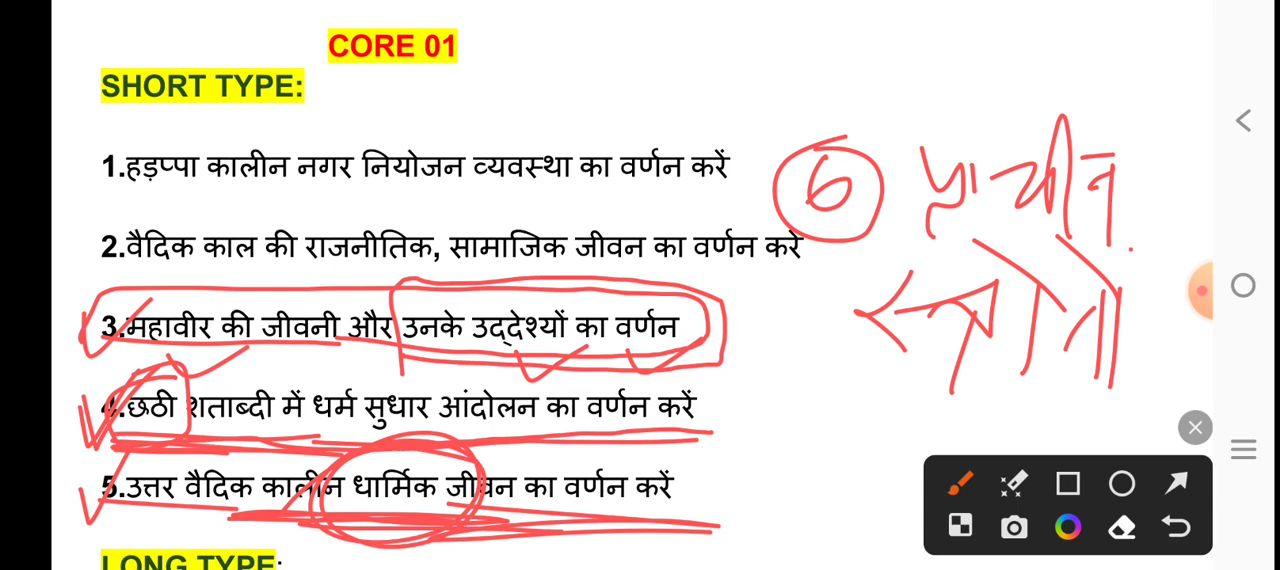 CORE 01
SHORT TYPE:
1.हड़प्पा कालीन नगर नियोजन व्यवस्था का वर्णन करें
2.वैदिक काल की राजनीतिक, सामाजिक जीवन का वर्णन करें
3.महावीर की जीवनी और उनके उद्देश्यों का वर्णन
4.छठी शताब्दी में धर्म सुधार आंदोलन का वर्णन करें
5.उत्तर वैदिक कालीन धार्मिक जीवन का वर्णन करें
6 प्राचीन
LONG TYPE: